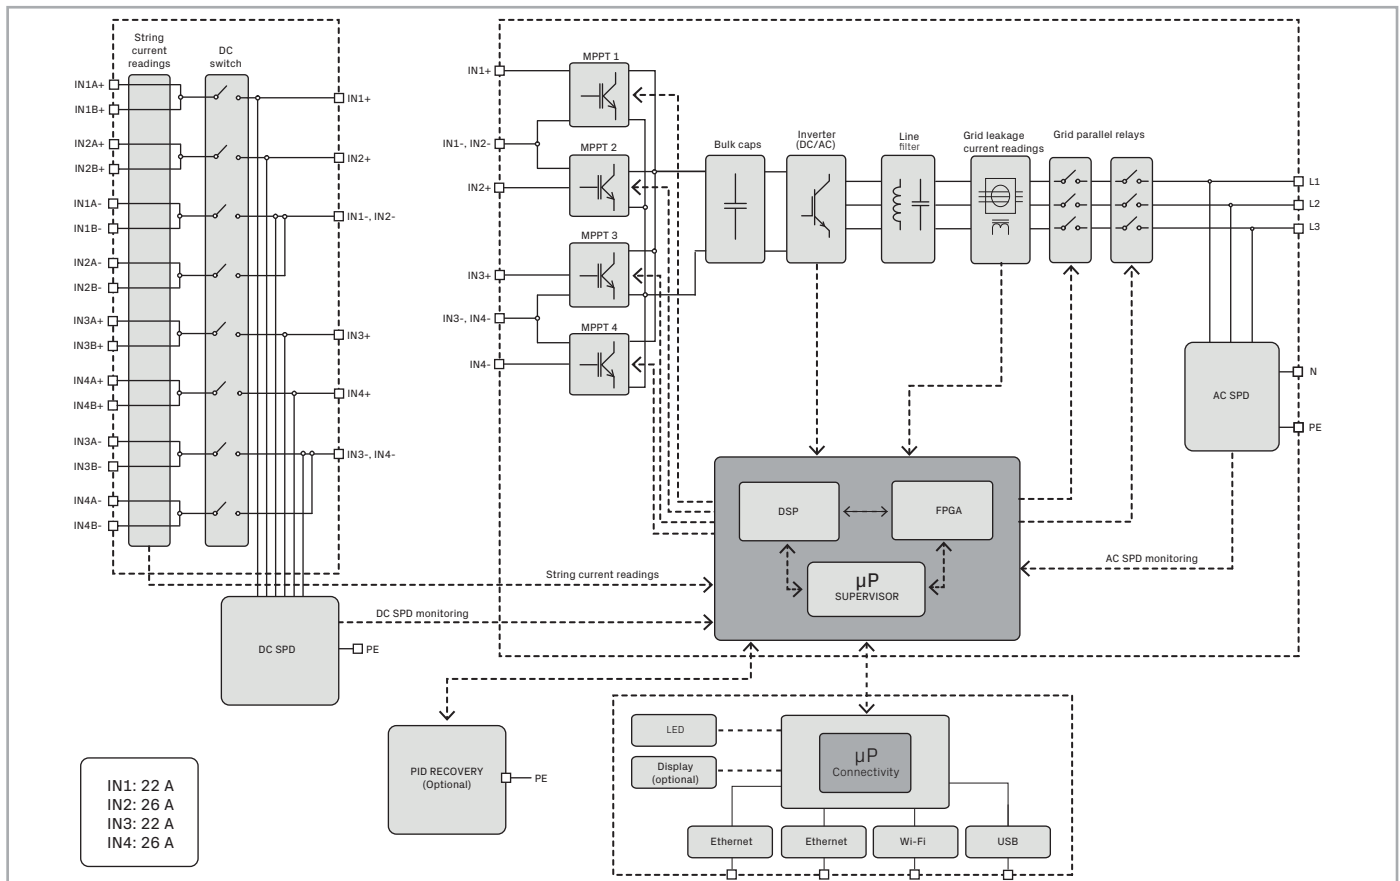 String
current
readings
DC
switch
IN1A+
IN1B+
IN2A+
IN2B+
IN1A-
IN1B-
IN2A-
IN2B-
IN3A+
IN3B+
IN4A+
IN4B+
IN3A-
IN3B-
IN4A-
IN4B-
IN1+
IN2+
IN1-, IN2-
IN3+
IN4+
IN3-, IN4-
IN1+
IN1-, IN2-
IN2+
IN3+
IN3-, IN4-
IN4-
MPPT 1
MPPT 2
MPPT 3
MPPT 4
Bulk caps
Inverter
(DC/AC)
Line
filter
Grid leakage
current readings
Grid parallel relays
L1
L2
L3
N
PE
AC SPD
DSP
FPGA
µP
SUPERVISOR
String current readings
DC SPD monitoring
AC SPD monitoring
DC SPD
PE
PID RECOVERY
(Optional)
PE
LED
Display
(optional)
µP
Connectivity
Ethernet
Ethernet
Wi-Fi
USB
IN1: 22 A
IN2: 26 A
IN3: 22 A
IN4: 26 A